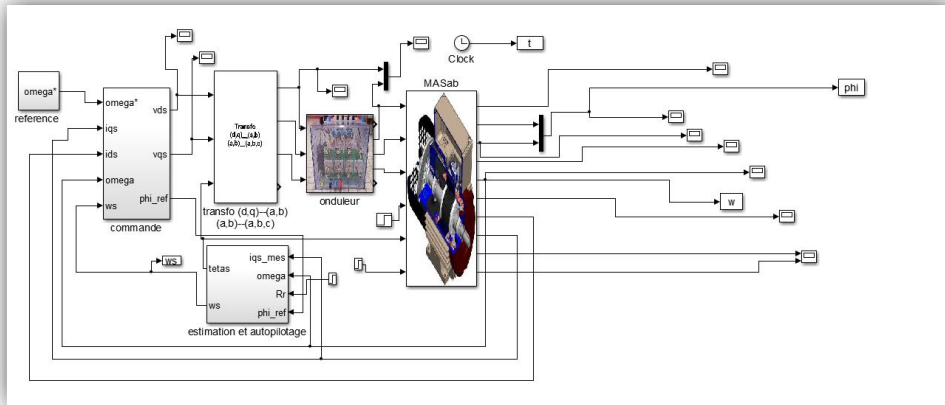 Clock
t
MASab
omega*
reference
omega*
iqs
ids
omega
ws
vds
vqs
phi_ref
commande
Transfo
(d,q)--(a,b)
(a,b)--(a,b,c)
transfo (d,q)--(a,b)
(a,b)--(a,b,c)
onduleur
phi
w
ws
tetas
ws
iqs_mes
omega
Rr
phi_ref
estimation et autopilotage